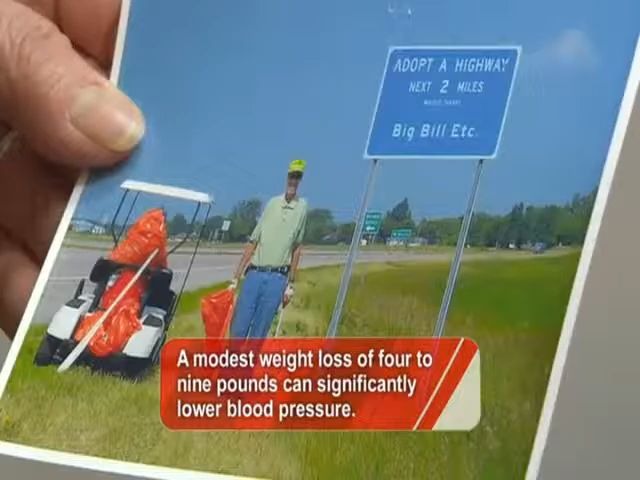 ADOPT A HIGHWAY
NEXT 2 MILES
Big Bill Etc.
A modest weight loss of four to
nine pounds can significantly
lower blood pressure.